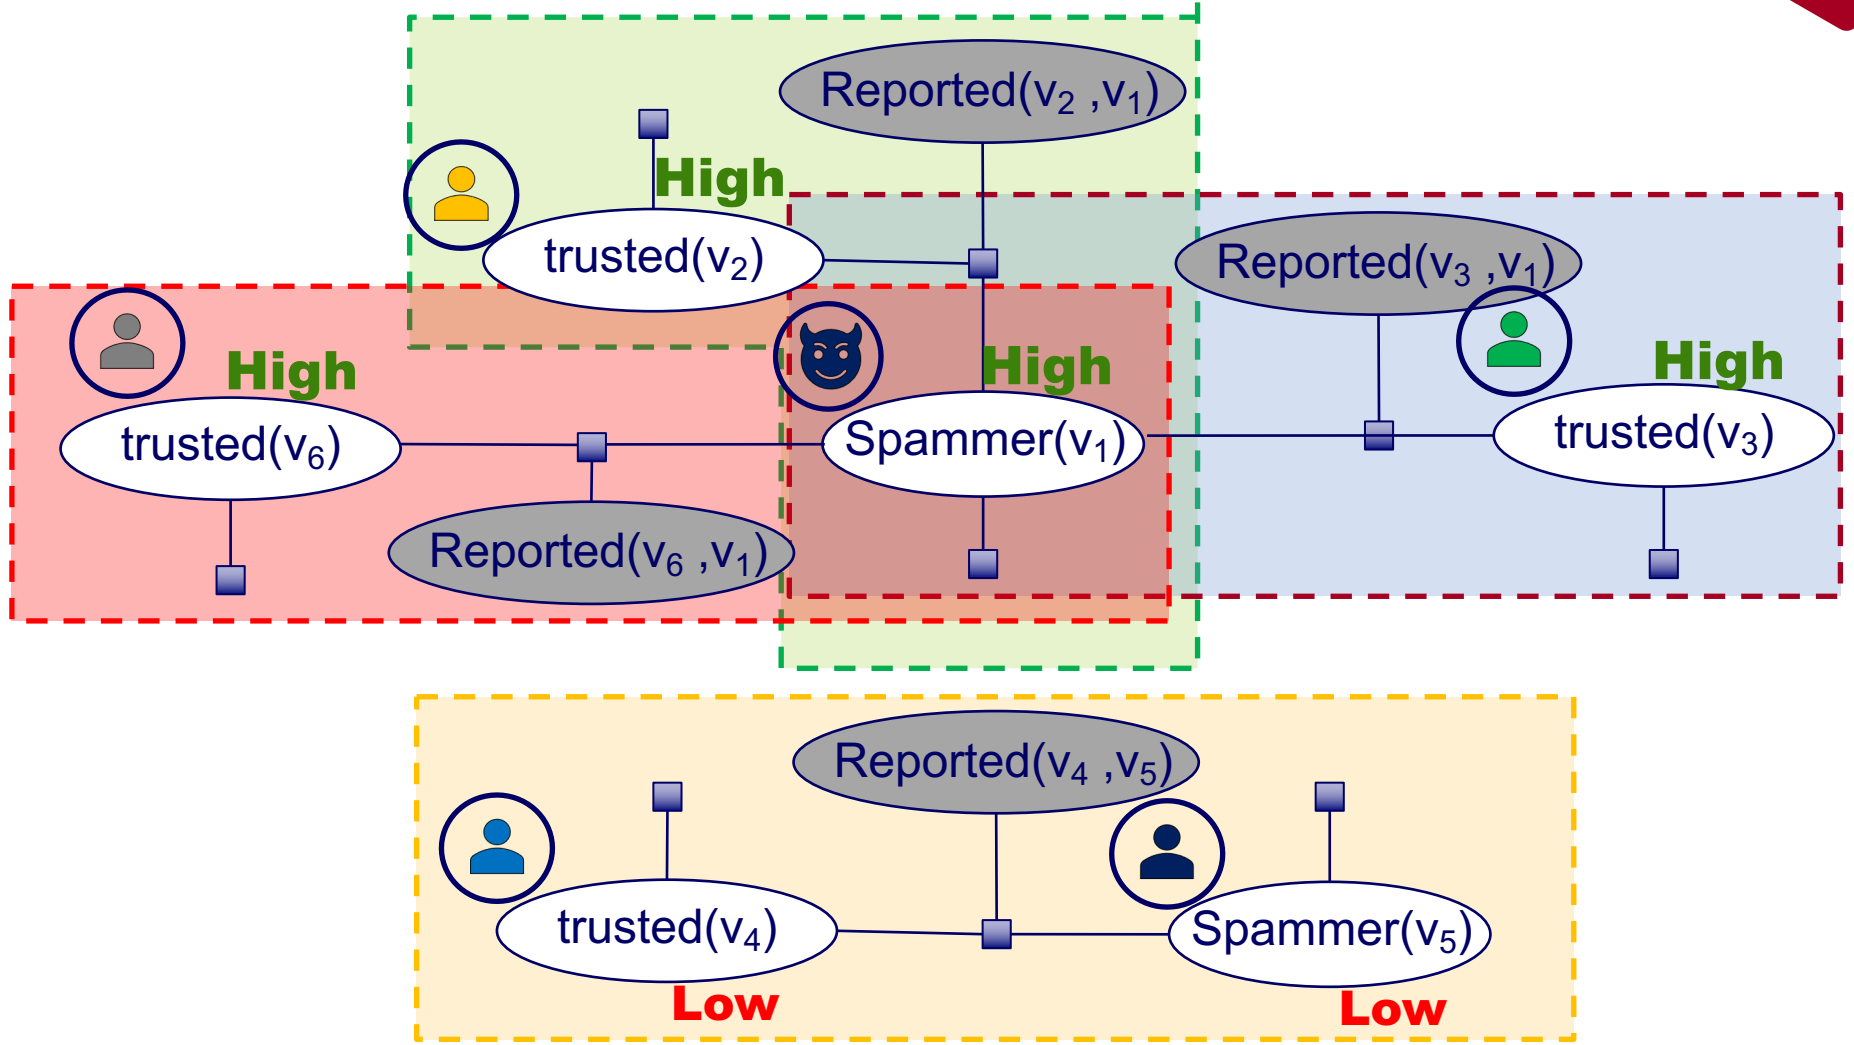 Reported(v₂ ,v₁)
High
trusted(v₂)
Reported(v₃ ,v₁)
High
High
High
trusted(v₆)
Spammer(v₁)
trusted(v₃)
Reported(v₆ ,v₁)
Reported(v₄ ,v₅)
trusted(v₄)
Spammer(v₅)
Low
Low